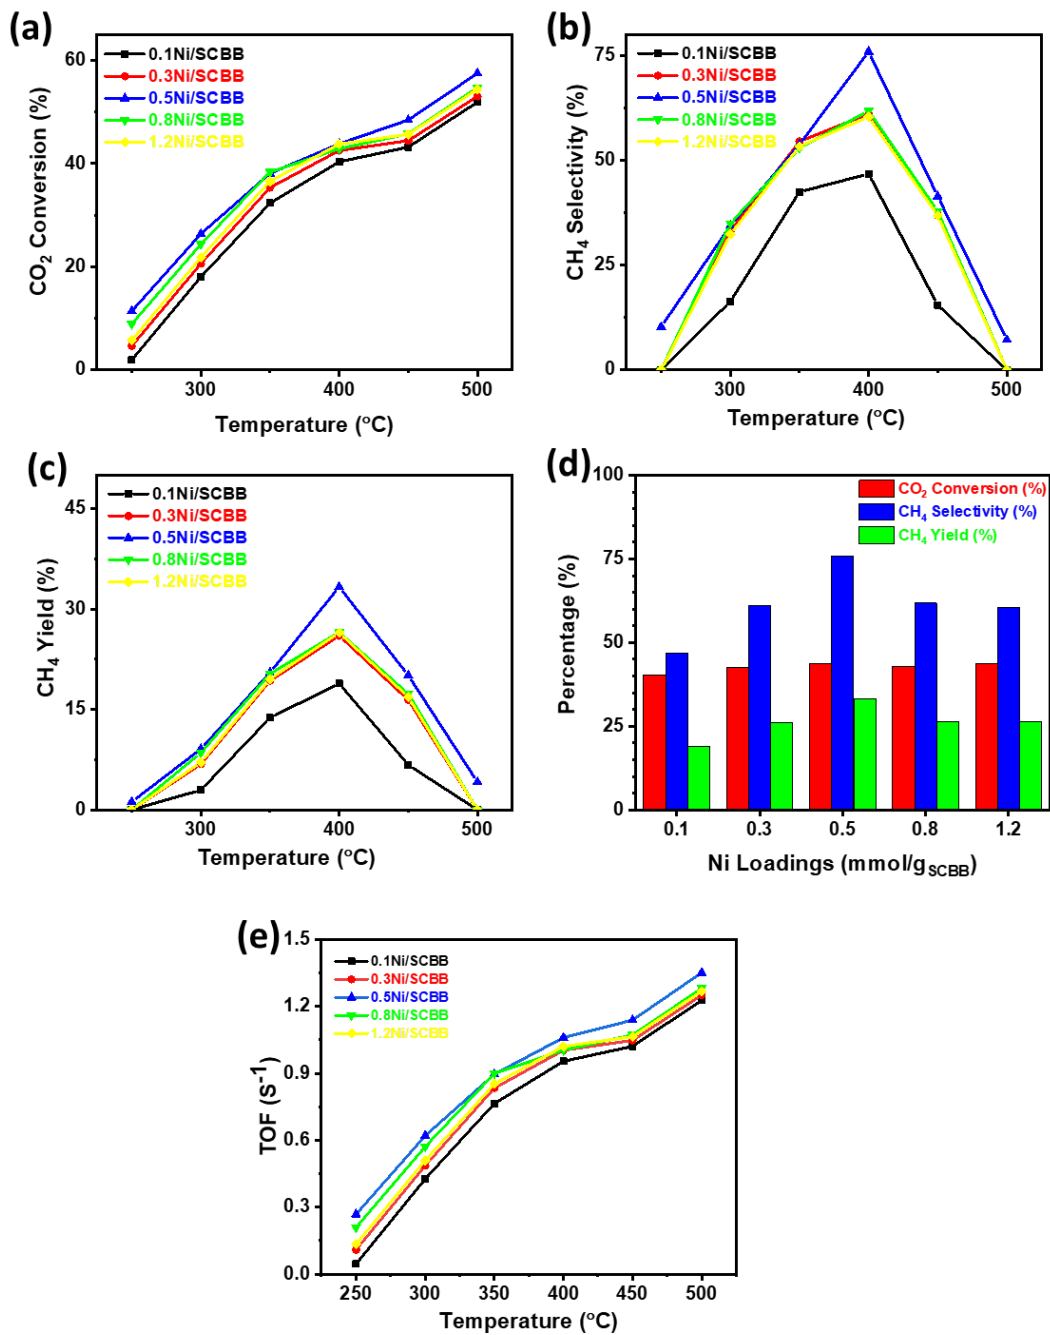 (a)
0.1Ni/SCBB
0.3Ni/SCBB
0.5Ni/SCBB
0.8Ni/SCBB
1.2Ni/SCBB
CO₂ Conversion (%)
60
40
20
0
300
400
500
Temperature (°C)
(b)
0.1Ni/SCBB
0.3Ni/SCBB
0.5Ni/SCBB
0.8Ni/SCBB
1.2Ni/SCBB
CH₄ Selectivity (%)
75
50
25
0
300
400
500
Temperature (°C)
(c)
0.1Ni/SCBB
0.3Ni/SCBB
0.5Ni/SCBB
0.8Ni/SCBB
1.2Ni/SCBB
CH₄ Yield (%)
45
30
15
0
300
400
500
Temperature (°C)
(d)
CO₂ Conversion (%)
CH₄ Selectivity (%)
CH₄ Yield (%)
Percentage (%)
100
75
50
25
0
0.1
0.3
0.5
0.8
1.2
Ni Loadings (mmol/gSCBB)
(e)
0.1Ni/SCBB
0.3Ni/SCBB
0.5Ni/SCBB
0.8Ni/SCBB
1.2Ni/SCBB
TOF (S⁻¹)
1.5
1.2
0.9
0.6
0.3
0.0
250
300
350
400
450
500
Temperature (°C)